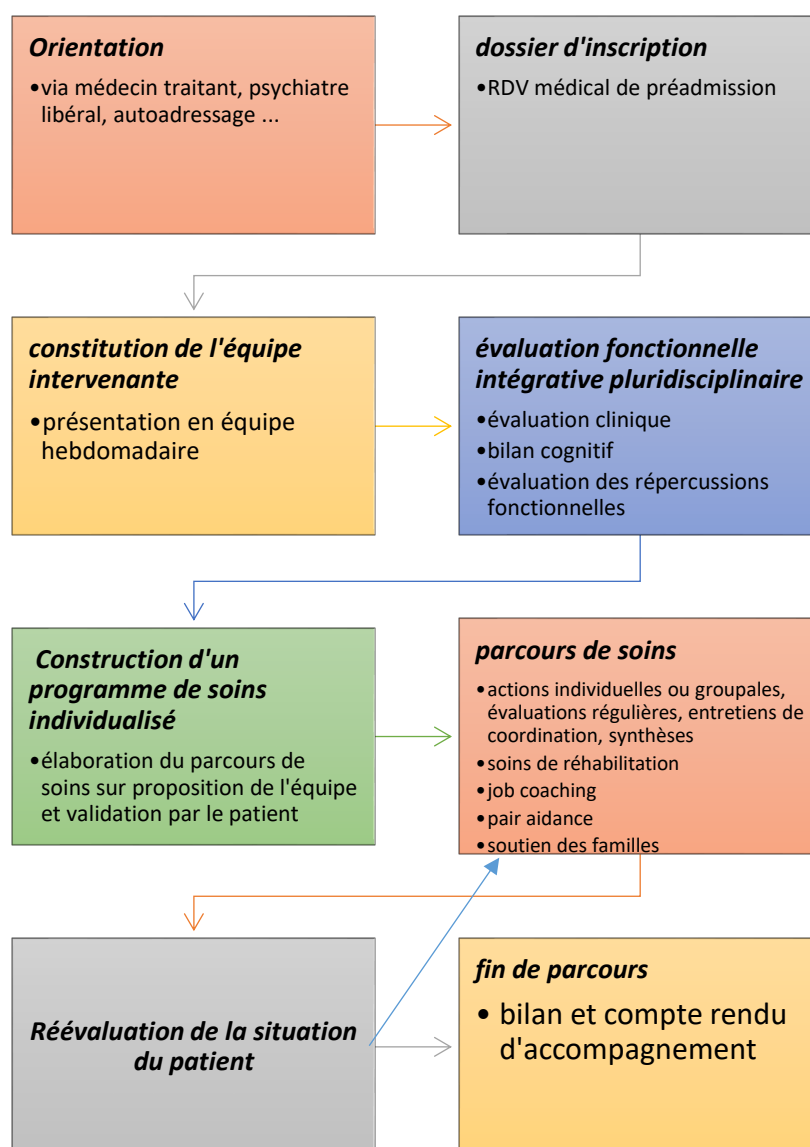 Orientation
•via médecin traitant, psychiatre
libéral, autoadressage ...
dossier d'inscription
•RDV médical de préadmission
constitution de l'équipe
intervenante
•présentation en équipe
hebdomadaire
évaluation fonctionnelle
intégrative pluridisciplinaire
•évaluation clinique
•bilan cognitif
•évaluation des répercussions
fonctionnelles
Construction d'un
programme de soins
individualisé
•élaboration du parcours de
soins sur proposition de l'équipe
et validation par le patient
parcours de soins
•actions individuelles ou groupales,
évaluations régulières, entretiens de
coordination, synthèses
•soins de réhabilitation
•job coaching
•pair aidance
•soutien des familles
Réévaluation de la situation
du patient
fin de parcours
• bilan et compte rendu
d'accompagnement